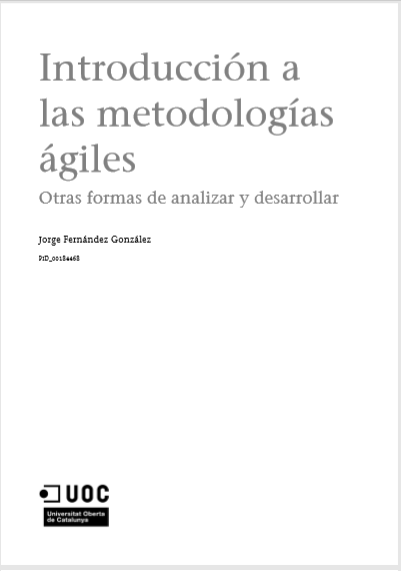 Introducción a
las metodologías
ágiles
Otras formas de analizar y desarrollar
Jorge Fernández González
PID_00184468
UOC
Universitat Oberta
de Catalunya